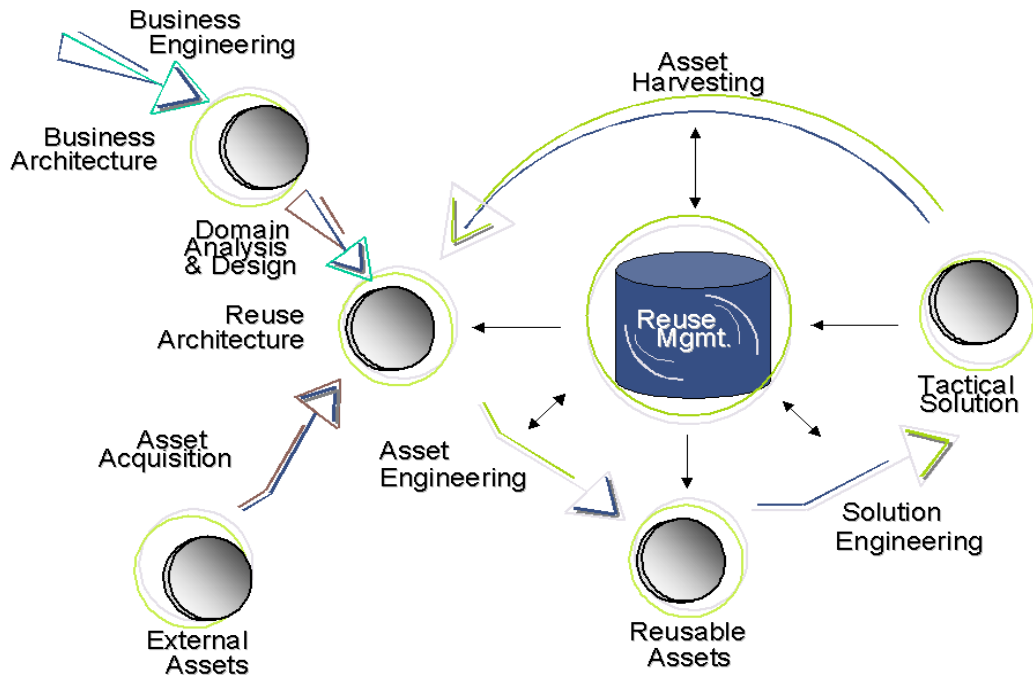 Business
Engineering
Business
Architecture
Asset
Harvesting
Domain
Analysis
& Design
Reuse
Architecture
Reuse
Mgmt.
Tactical
Solution
Asset
Acquisition
Asset
Engineering
Solution
Engineering
External
Assets
Reusable
Assets